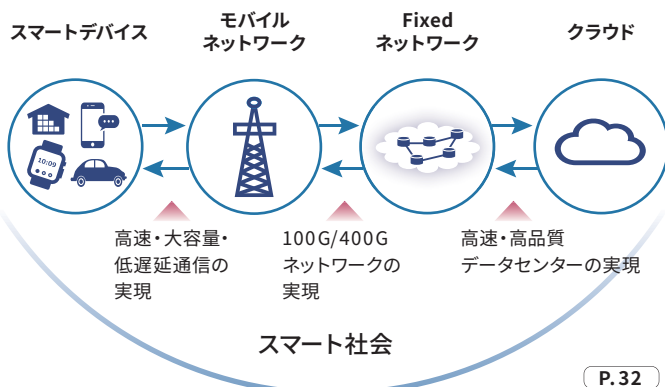 スマートデバイス
モバイル
ネットワーク
Fixed
ネットワーク
クラウド
10:09
高速・大容量・
低遅延通信の
実現
100G/400G
ネットワークの
実現
高速・高品質
データセンターの実現
スマート社会
P.32